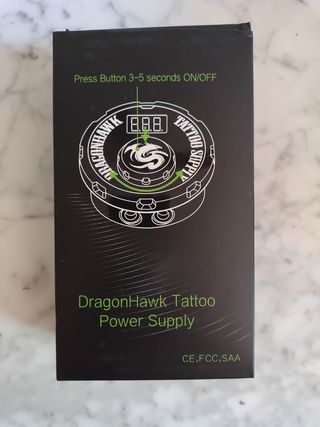 Press Button 3-5 seconds ON/OFF
DRAGONHAWK TATTOO SUPPLY
DragonHawk Tattoo
Power Supply
CE,FCC,SAA